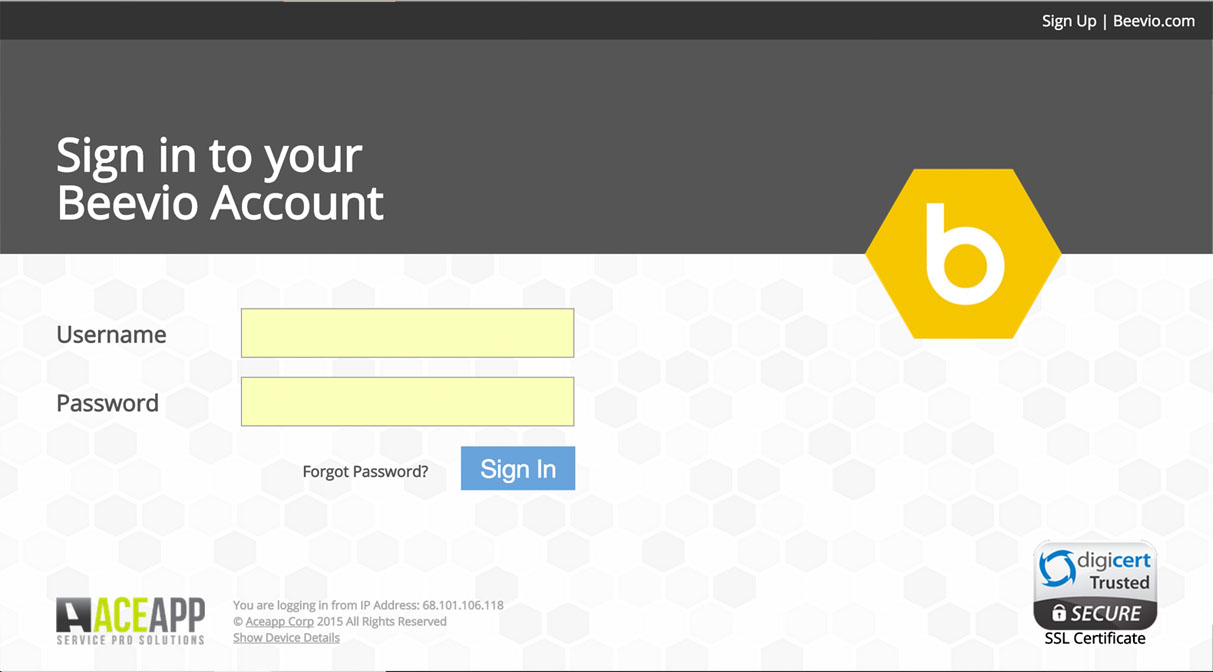 Sign Up | Beevio.com
Sign in to your
Beevio Account
b
Username
Password
Forgot Password?
Sign In
AACEAPP
SERVICE PRO SOLUTIONS
You are logging in from IP Address: 68.101.106.118
© Aceapp Corp 2015 All Rights Reserved
Show Device Details
digicert
Trusted
SECURE
SSL Certificate